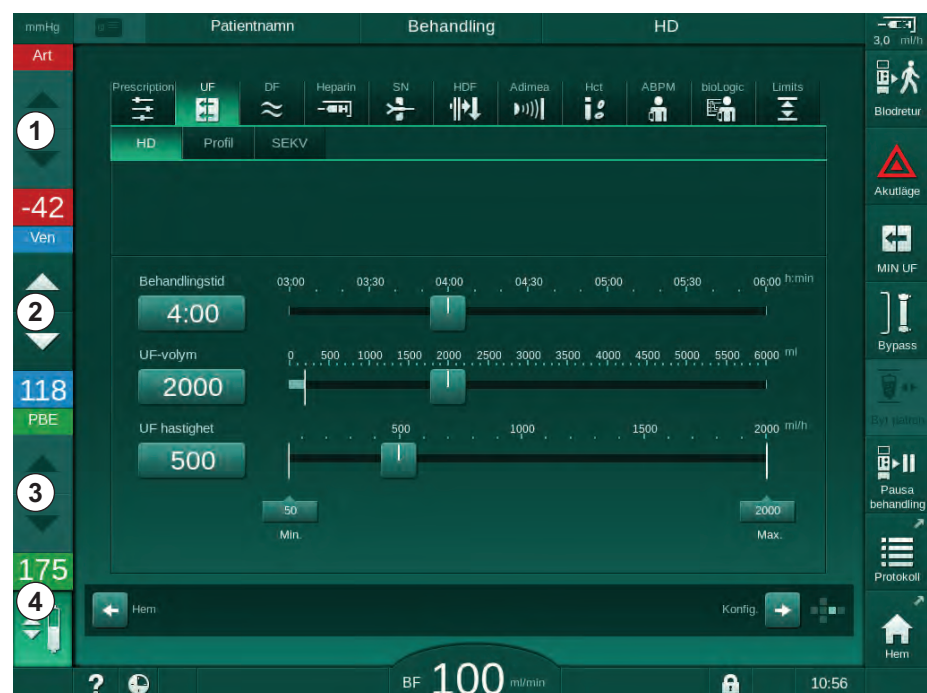 mmHg Patientnamn Behandling HD
3,0 ml/h
Art
1
-42
Ven
2
118
PBE
3
175
4
Prescription UF DF Heparin SN HDF Adimea Hct ABPM bioLogic Limits
HD Profil SEKV
Behandlingstid 03:00 03:30 04:00 04:30 05:00 05:30 06:00 h:min
4:00
UF-volym 0 500 1000 1500 2000 2500 3000 3500 4000 4500 5000 5500 6000 ml
2000
UF hastighet 500 1000 1500 2000 ml/h
500
50 2000
Min. Max.
Hem Konfig.
Blodretur
Akutläge
MIN UF
Bypass
Byt patron
Pausa
behandling
Protokoll
Hem
? BF 100 ml/min 10:56